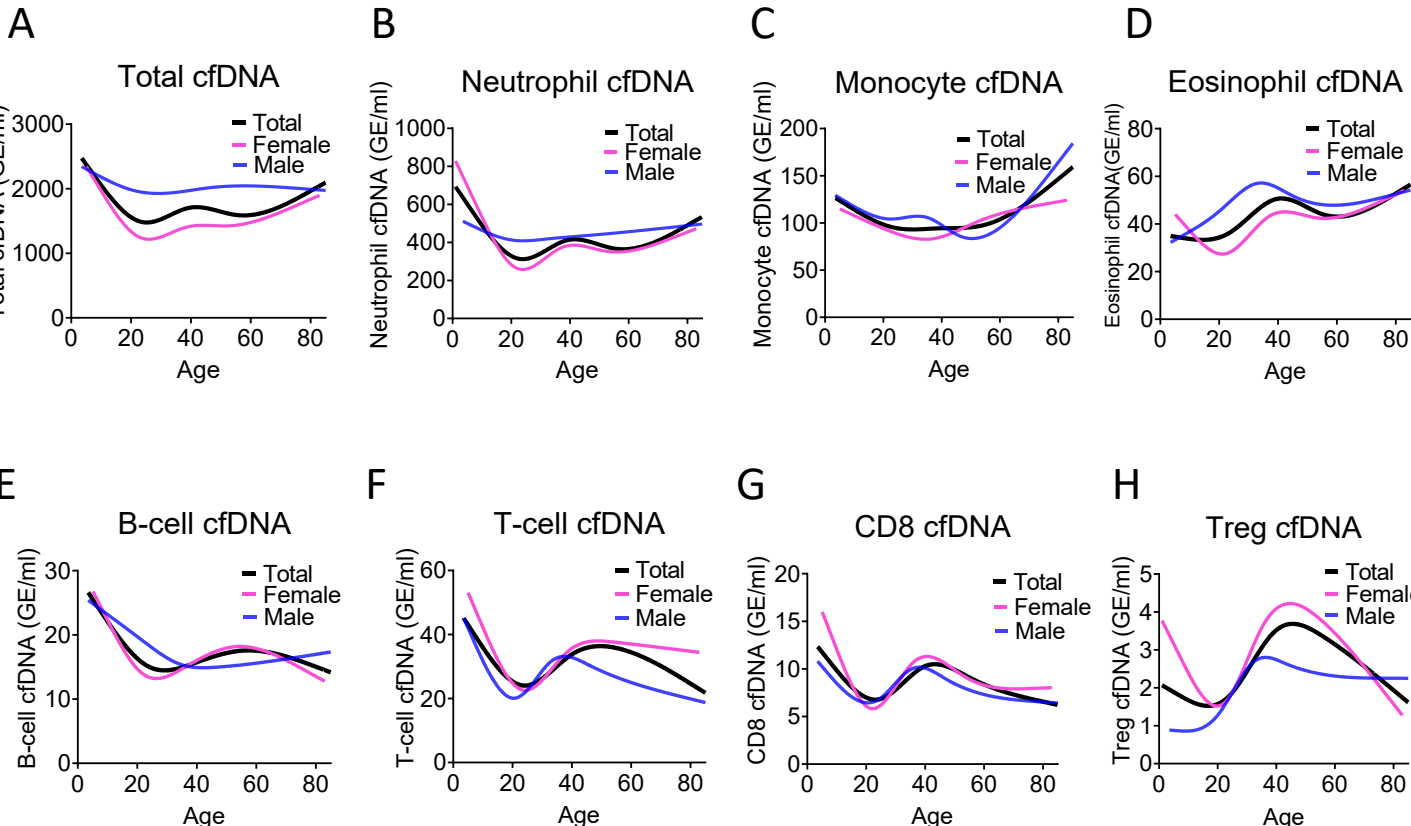 A
B
C
D
Total cfDNA
Neutrophil cfDNA
Monocyte cfDNA
Eosinophil cfDNA
3000
2000
1000
0
0 20 40 60 80
Age
Total
Female
Male
Neutrophil cfDNA (GE/ml)
1000
800
600
400
200
0
0 20 40 60 80
Age
Total
Female
Male
Monocyte cfDNA (GE/ml)
200
150
100
50
0
0 20 40 60 80
Age
Total
Female
Male
Eosinophil cfDNA(GE/ml)
80
60
40
20
0
0 20 40 60 80
Age
Total
Female
Male
E
F
G
H
B-cell cfDNA
T-cell cfDNA
CD8 cfDNA
Treg cfDNA
B-cell cfDNA (GE/ml)
30
20
10
0
0 20 40 60 80
Age
Total
Female
Male
T-cell cfDNA (GE/ml)
60
40
20
0
0 20 40 60 80
Age
Total
Female
Male
CD8 cfDNA (GE/ml)
20
15
10
5
0
0 20 40 60 80
Age
Total
Female
Male
Treg cfDNA (GE/ml)
5
4
3
2
1
0
0 20 40 60 80
Age
Total
Male